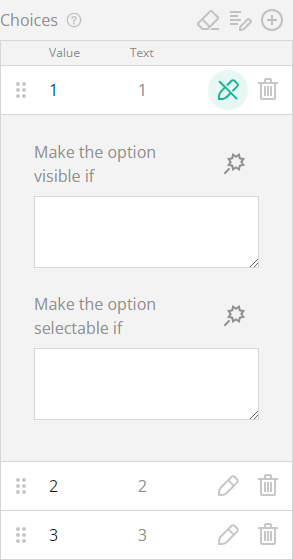 Choices ?
Value Text
1 1
Make the option
visible if
Make the option
selectable if
2 2
3 3